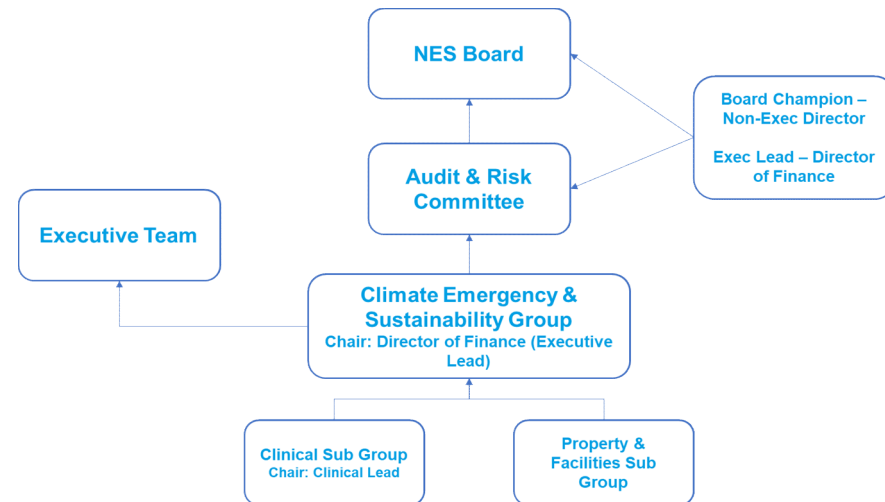 NES Board
Board Champion –
Non-Exec Director
Exec Lead – Director
of Finance
Audit & Risk
Committee
Executive Team
Climate Emergency &
Sustainability Group
Chair: Director of Finance (Executive
Lead)
Clinical Sub Group
Chair: Clinical Lead
Property &
Facilities Sub
Group